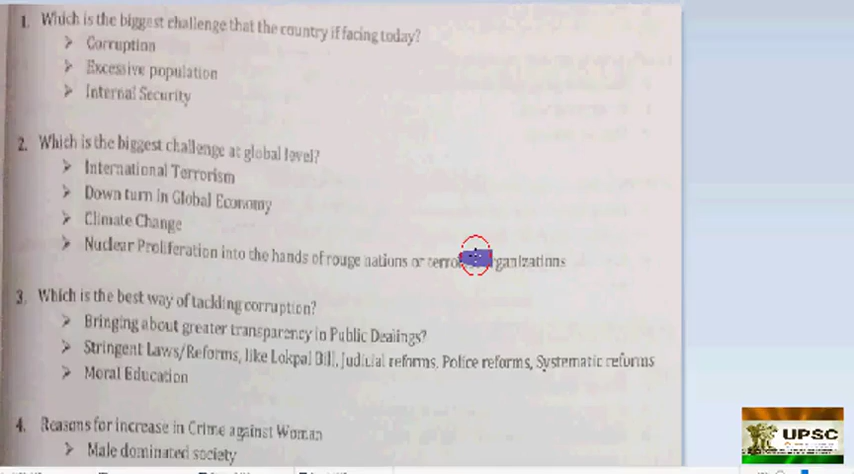 1. Which is the biggest challenge that the country if facing today?
➢ Corruption
➢ Excessive population
➢ Internal Security
2. Which is the biggest challenge at global level?
➢ International Terrorism
➢ Down turn in Global Economy
➢ Climate Change
➢ Nuclear Proliferation into the hands of rouge nations or
3. Which is the best way of tackling corruption?
➢ Bringing about greater transparency in Public Dealings?
➢ Stringent Laws/Reforms, like Lokpal Bill, Judicial reforms, Police reforms, Systematic reforms
➢ Moral Education
4. Reasons for increase in Crime against Woman
➢ Male dominated society
UPSC